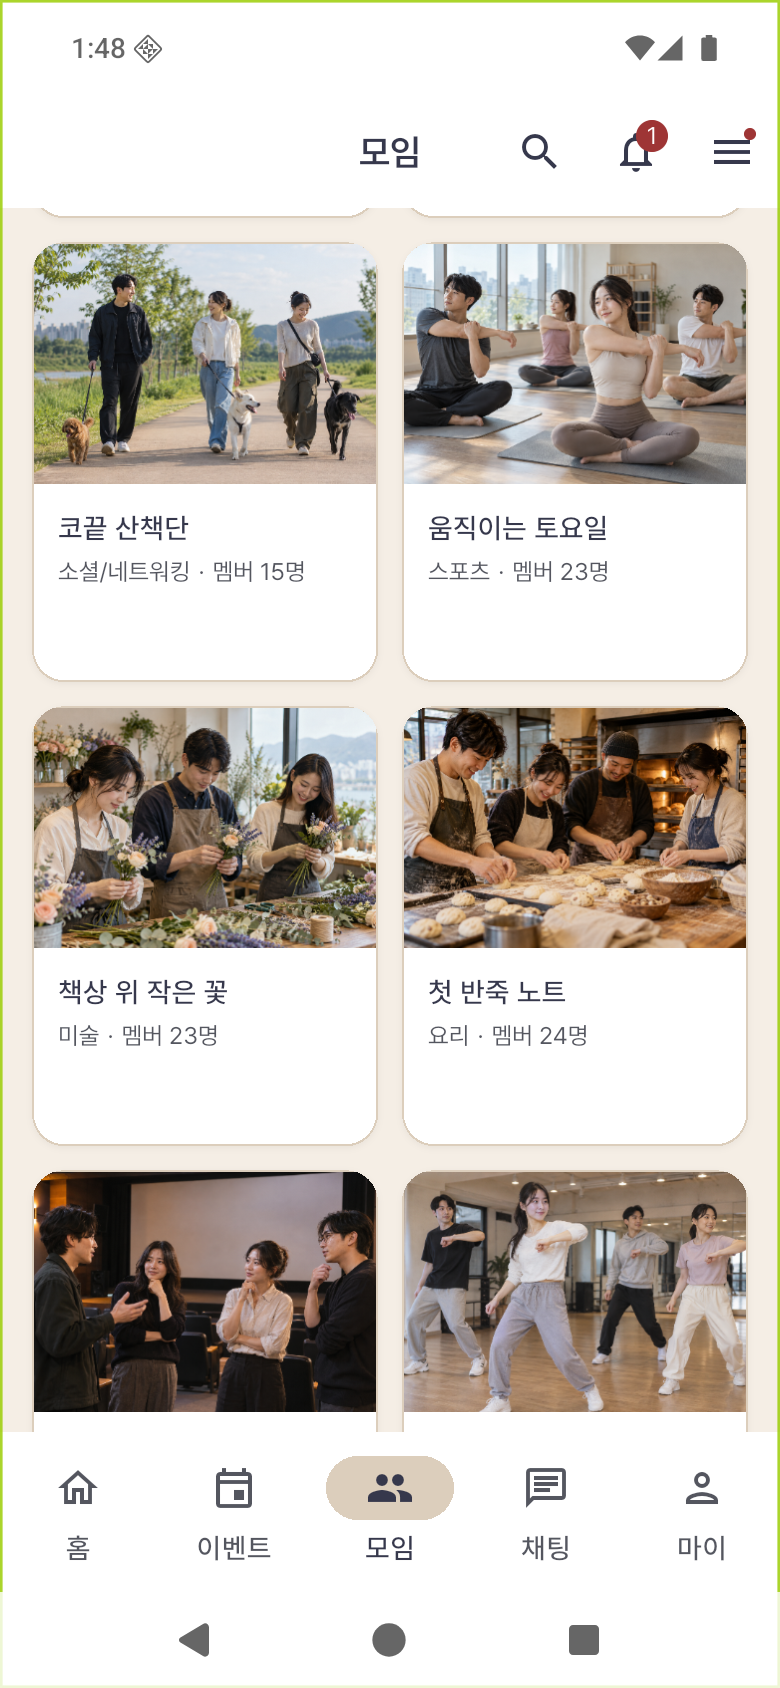 1:48
모임
1
코끝 산책단
소셜/네트워킹 · 멤버 15명
움직이는 토요일
스포츠 · 멤버 23명
책상 위 작은 꽃
미술 · 멤버 23명
첫 반죽 노트
요리 · 멤버 24명
홈
이벤트
모임
채팅
마이